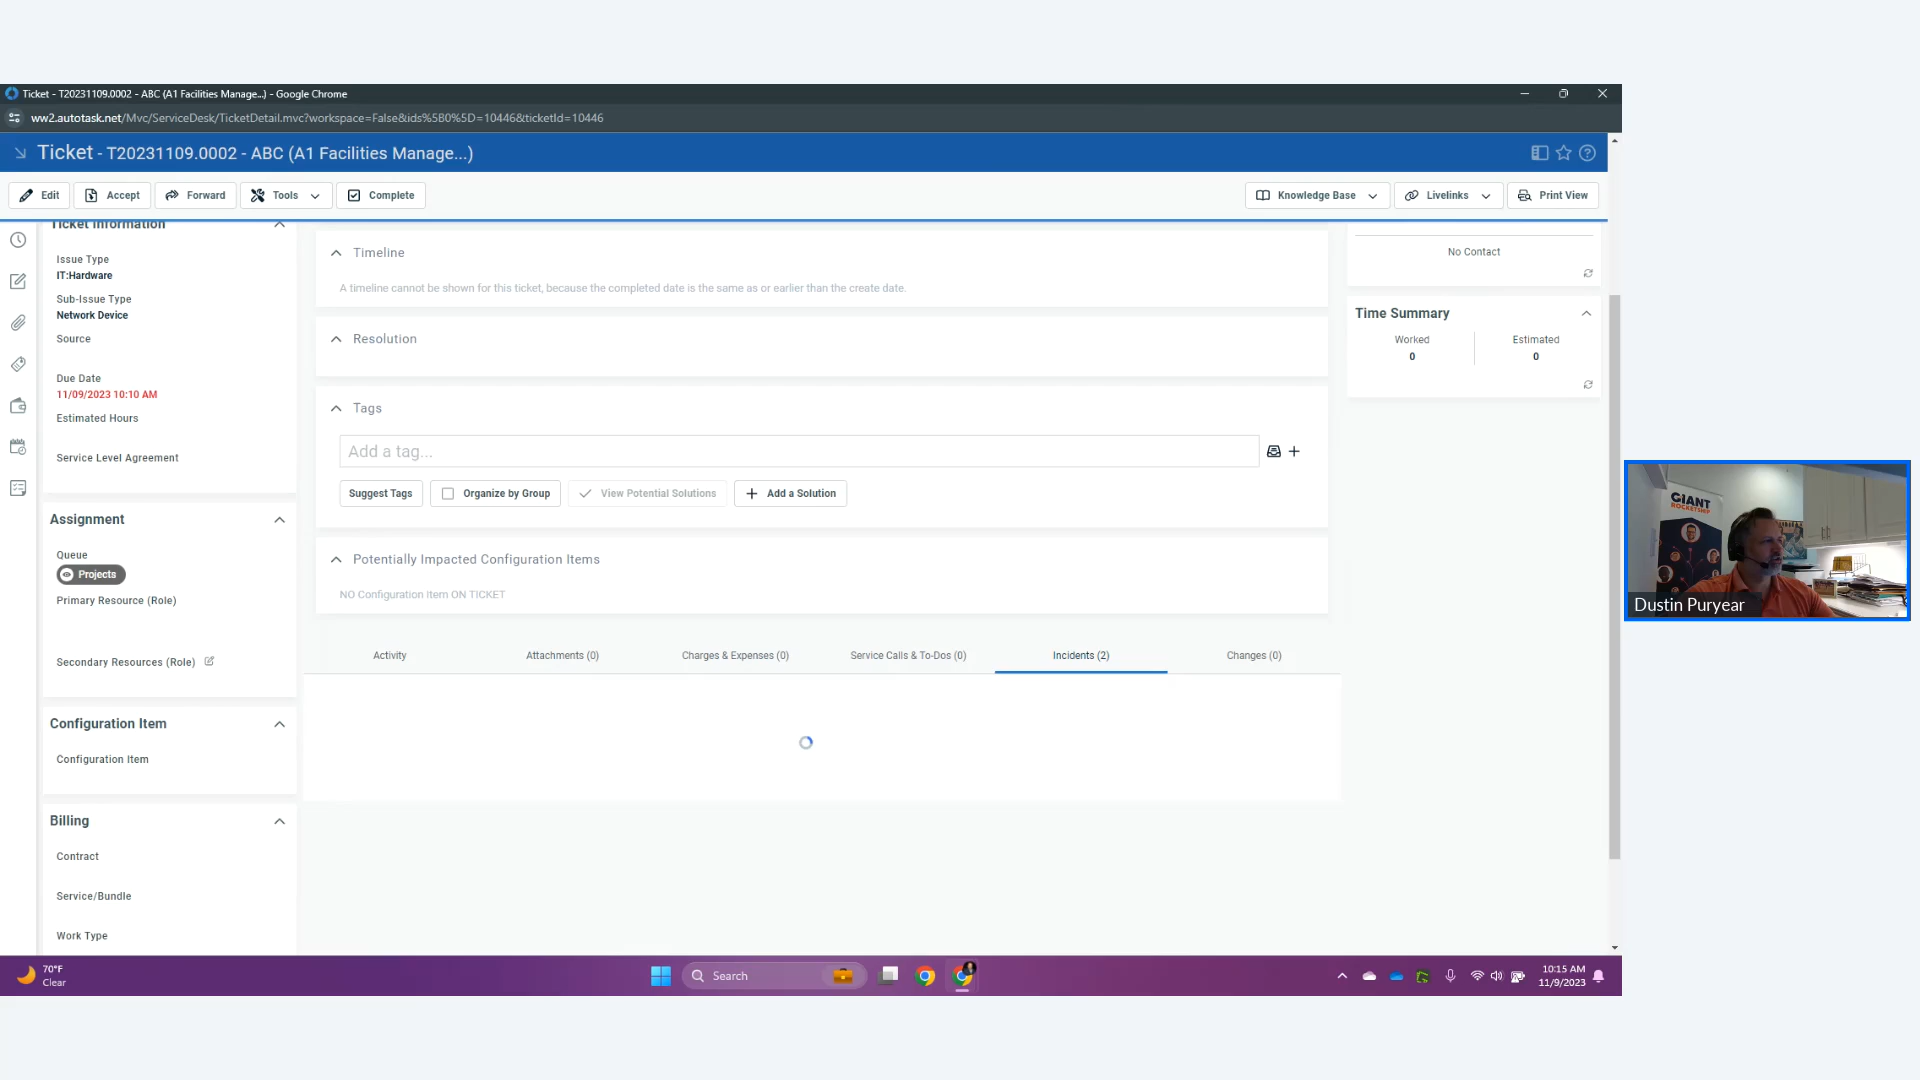 Ticket - T20231109.0002 - ABC (A1 Facilities Manage...) - Google Chrome
ww2.autotask.net/Mvc/ServiceDesk/TicketDetail.mvc?workspace=False&ids%5B0%5D=10446&ticketId=10446
Ticket - T20231109.0002 - ABC (A1 Facilities Manage...)
Edit
Accept
Forward
Tools
Complete
Knowledge Base
Livelinks
Print View
Ticket Information
Issue Type
IT:Hardware
Sub-Issue Type
Network Device
Source
Due Date
11/09/2023 10:10 AM
Estimated Hours
Service Level Agreement
Assignment
Queue
Projects
Primary Resource (Role)
Secondary Resources (Role)
Configuration Item
Configuration Item
Billing
Contract
Service/Bundle
Work Type
Timeline
A timeline cannot be shown for this ticket, because the completed date is the same as or earlier than the create date.
Resolution
Tags
Add a tag...
Suggest Tags
Organize by Group
View Potential Solutions
Add a Solution
Potentially Impacted Configuration Items
NO Configuration Item ON TICKET
Activity
Attachments (0)
Charges & Expenses (0)
Service Calls & To-Dos (0)
Incidents (2)
Changes (0)
No Contact
Time Summary
Worked
0
Estimated
0
GIANT
ROCKETSHIP
Dustin Puryear
70°F
Clear
Search
10:15 AM
11/9/2023